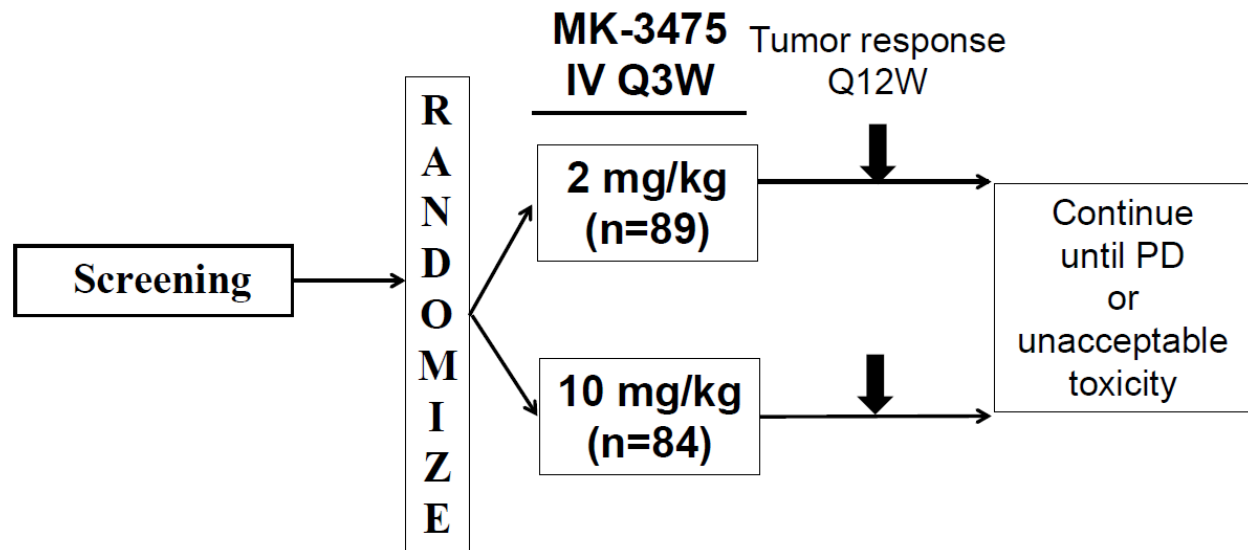 MK-3475
IV Q3W
Tumor response
Q12W
Screening
RANDOMIZE
2 mg/kg
(n=89)
10 mg/kg
(n=84)
Continue
until PD
or
unacceptable
toxicity